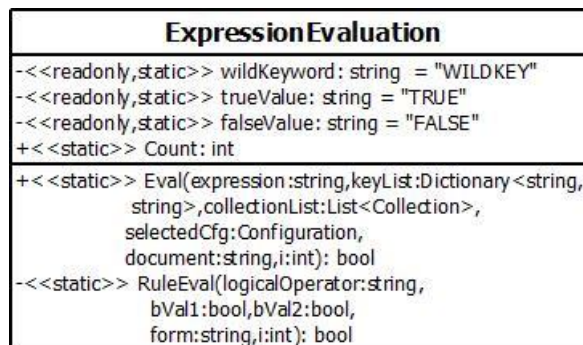 ExpressionEvaluation
-<<readonly,static>> wildKeyword: string = "WILDKEY"
-<<readonly,static>> trueValue: string = "TRUE"
-<<readonly,static>> falseValue: string = "FALSE"
+<<static>> Count: int
+<<static>> Eval(expression:string,keyList:Dictionary<string,
string>,collectionList:List<Collection>,
selectedCfg:Configuration,
document:string,i:int): bool
-<<static>> RuleEval(logicalOperator:string,
bVal1:bool,bVal2:bool,
form:string,i:int): bool